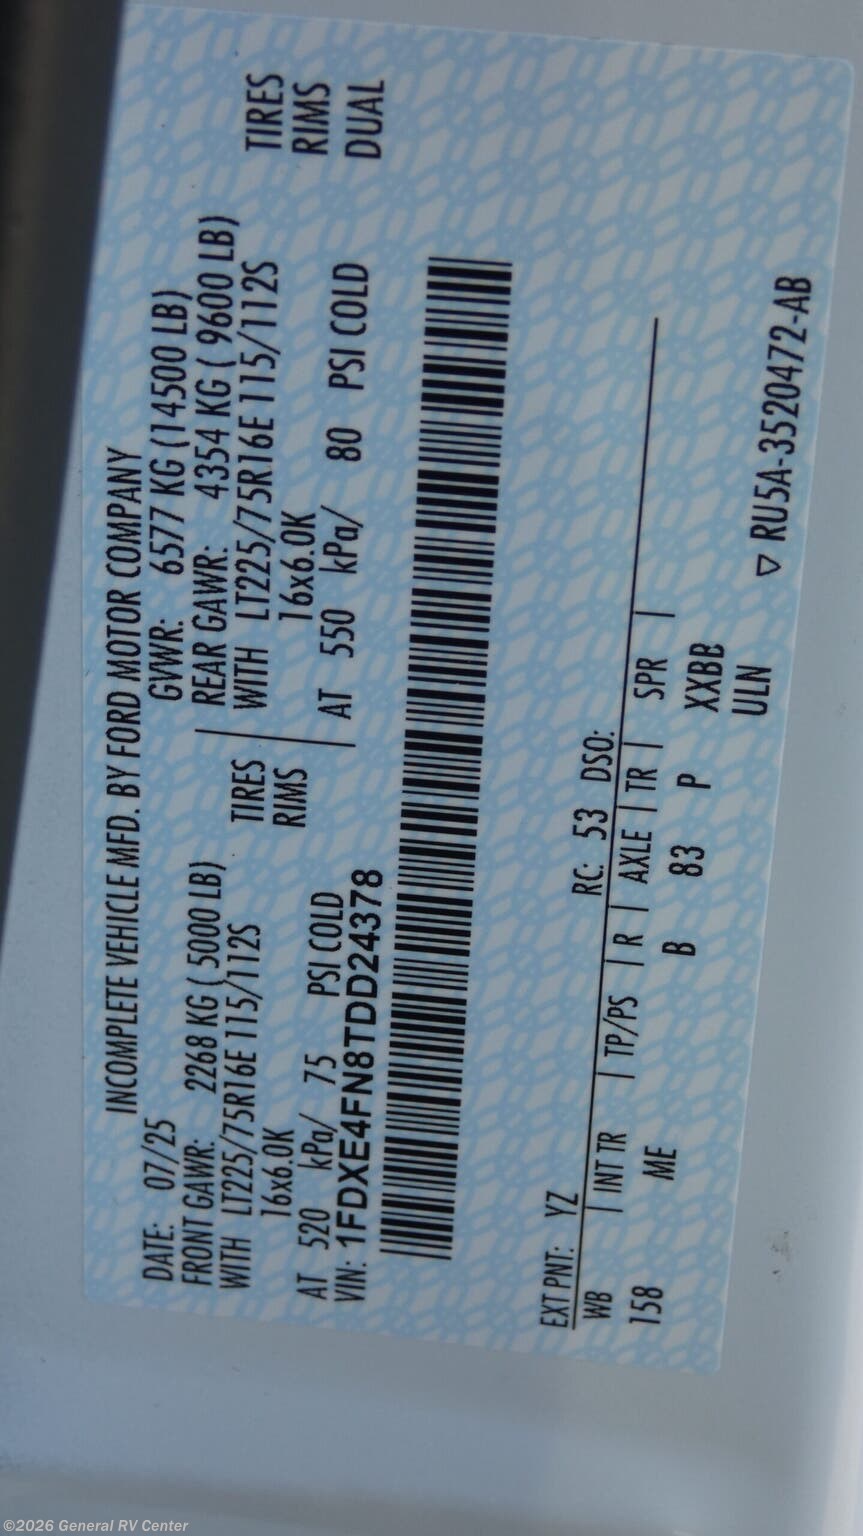 INCOMPLETE VEHICLE MFD. BY FORD MOTOR COMPANY
DATE: 07/25 GVWR: 6577 KG (14500 LB)
FRONT GAWR: 2268 KG ( 5000 LB) REAR GAWR: 4354 KG ( 9600 LB)
WITH LT225/75R16E 115/112S TIRES WITH LT225/75R16E 115/112S TIRES
16x6.0K RIMS 16x6.0K RIMS
AT 520 kPa/ 75 PSI COLD AT 550 kPa/ 80 PSI COLD DUAL
VIN: 1FDXE4FN8TDD24378
EXT PNT: YZ RC: 53 DSO:
WB | INT TR | TP/PS | R | AXLE | TR | SPR |
158 ME B 83 P XXBB
ULN
▽ RU5A-3520472-AB
©2026 General RV Center